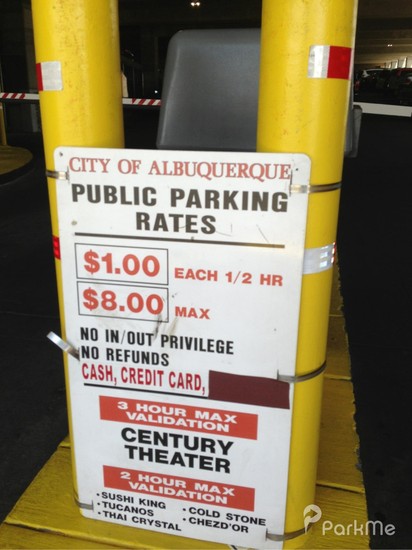 CITY OF ALBUQUERQUE
PUBLIC PARKING
RATES
$1.00 EACH 1/2 HR
$8.00 MAX
NO IN/OUT PRIVILEGE
NO REFUNDS
CASH, CREDIT CARD,
3 HOUR MAX
VALIDATION
CENTURY
THEATER
2 HOUR MAX
VALIDATION
• SUSHI KING
• TUCANOS
• THAI CRYSTAL
• COLD STONE
• CHEZD'OR
ParkMe